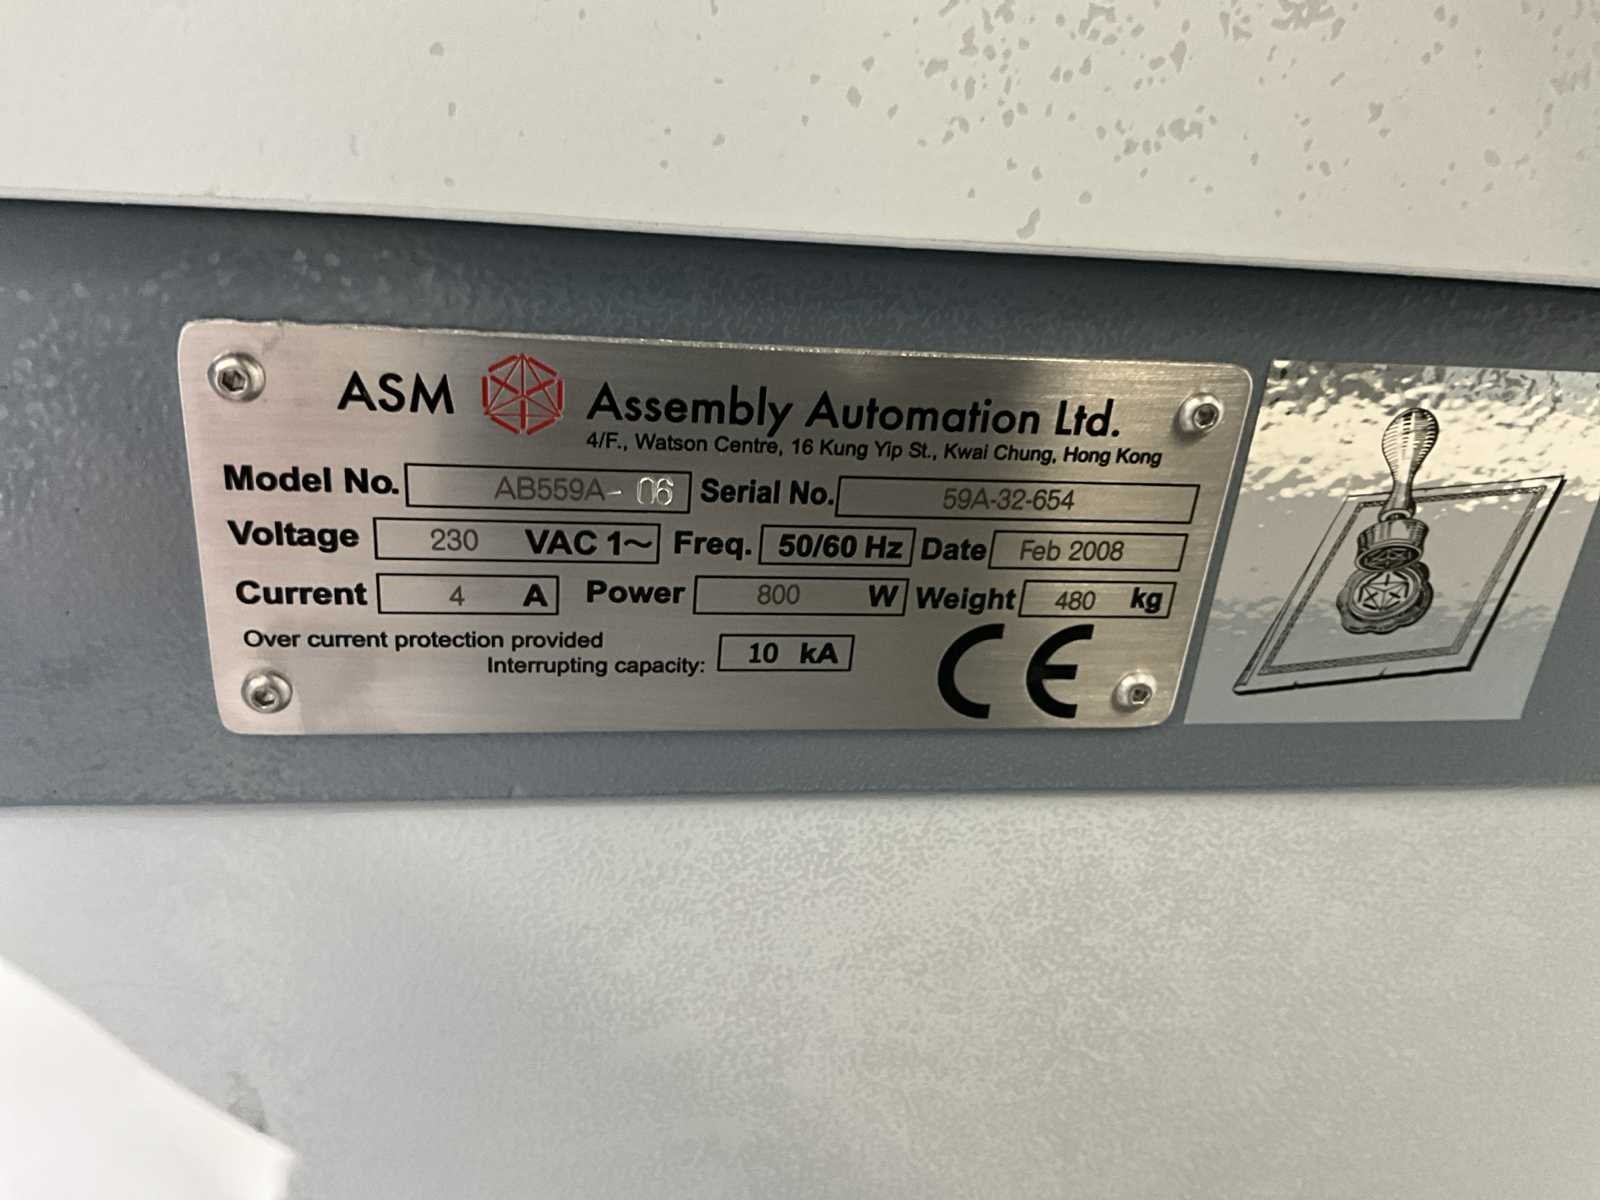 ASM Assembly Automation Ltd.
4/F., Watson Centre, 16 Kung Yip St., Kwai Chung, Hong Kong
Model No. AB559A-06 Serial No. 59A-32-654
Voltage 230 VAC 1~ Freq. 50/60 Hz Date Feb 2008
Current 4 A Power 800 W Weight 480 kg
Over current protection provided
Interrupting capacity: 10 kA
CE